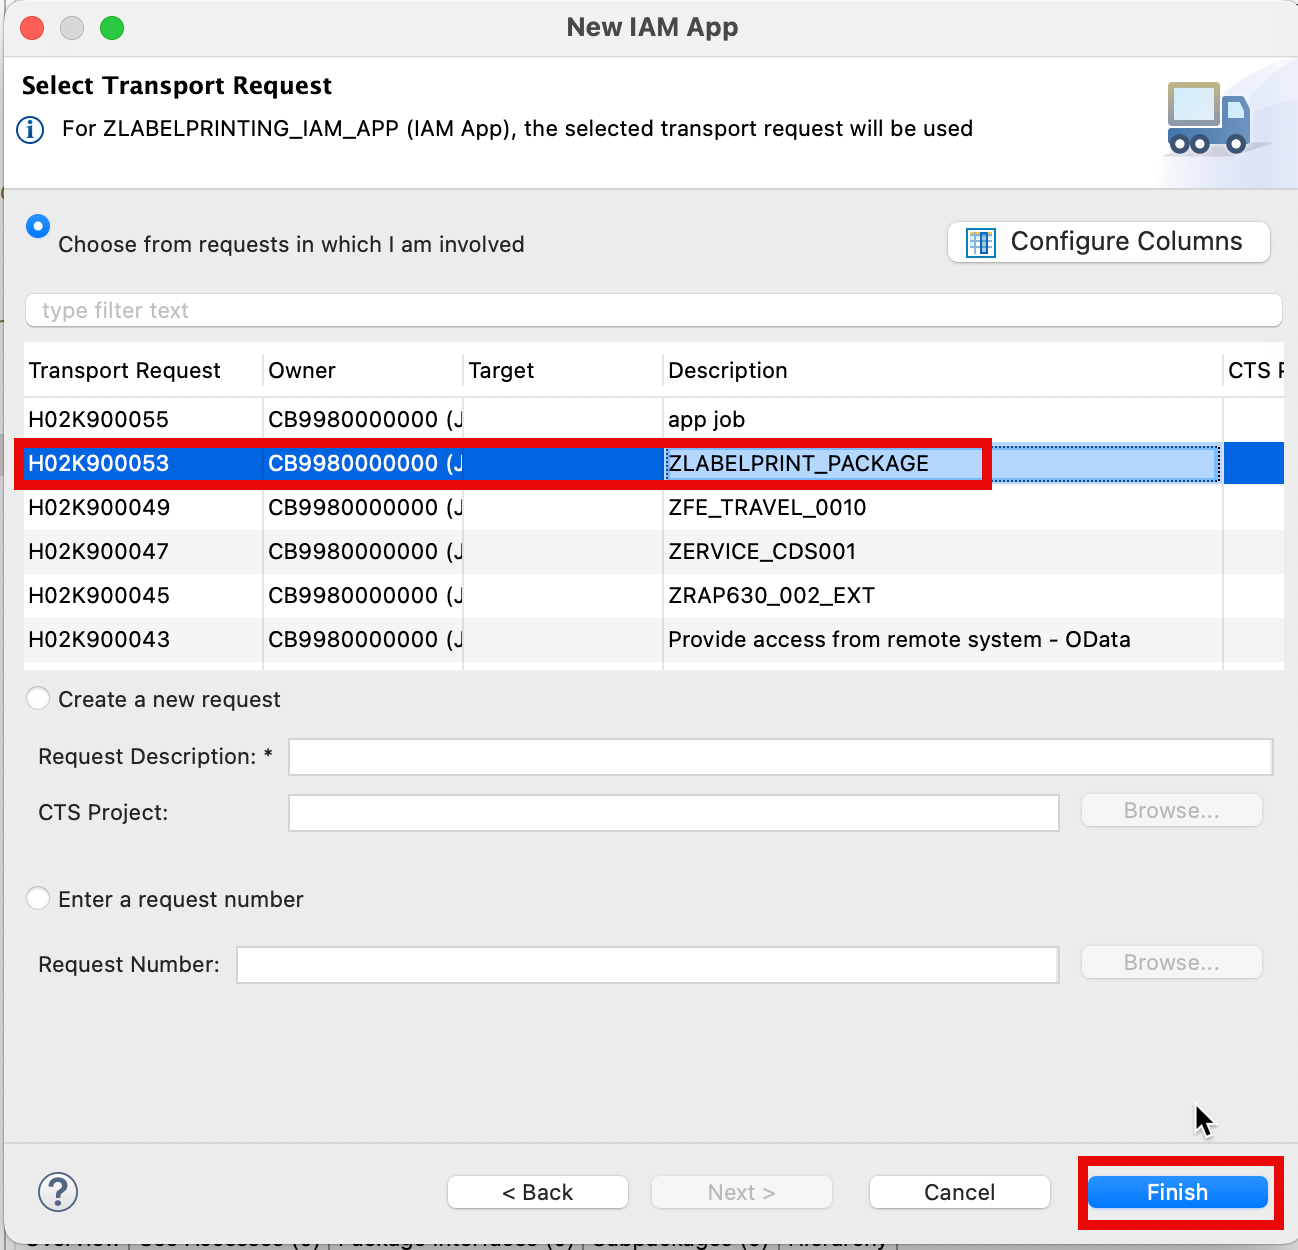 New IAM App
Select Transport Request
For ZLABELPRINTING_IAM_APP (IAM App), the selected transport request will be used
Choose from requests in which I am involved
Configure Columns
type filter text
Transport Request Owner Target Description CTS
H02K900055 CB9980000000 (J app job
H02K900053 CB9980000000 (J ZLABELPRINT_PACKAGE
H02K900049 CB9980000000 (J ZFE_TRAVEL_0010
H02K900047 CB9980000000 (J ZERVICE_CDS001
H02K900045 CB9980000000 (J ZRAP630_002_EXT
H02K900043 CB9980000000 (J Provide access from remote system - OData
Create a new request
Request Description: *
CTS Project:
Browse...
Enter a request number
Request Number:
Browse...
?
< Back
Next >
Cancel
Finish